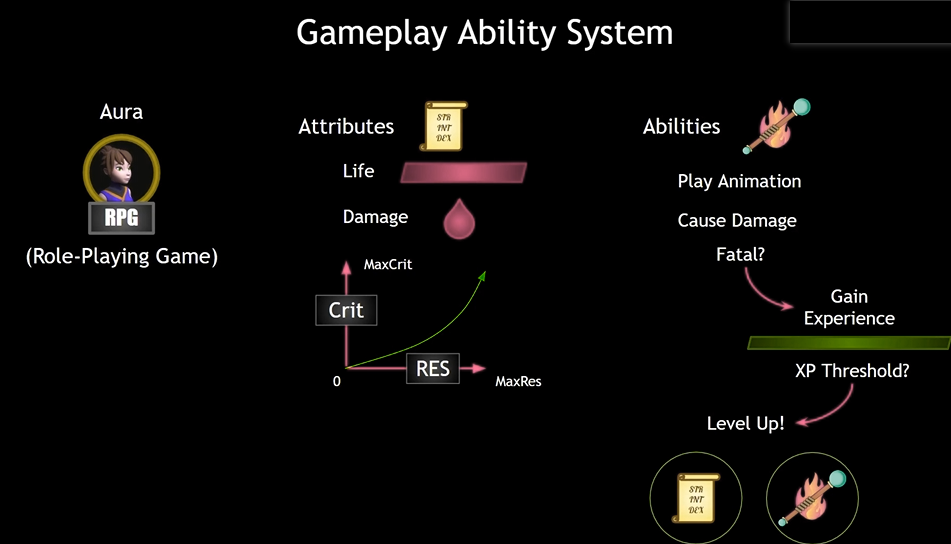 Gameplay Ability System
Aura
RPG
(Role-Playing Game)
Attributes
STR
INT
DEX
Life
Damage
MaxCrit
Crit
RES
0
MaxRes
Abilities
Play Animation
Cause Damage
Fatal?
Gain
Experience
XP Threshold?
Level Up!
STR
INT
DEX